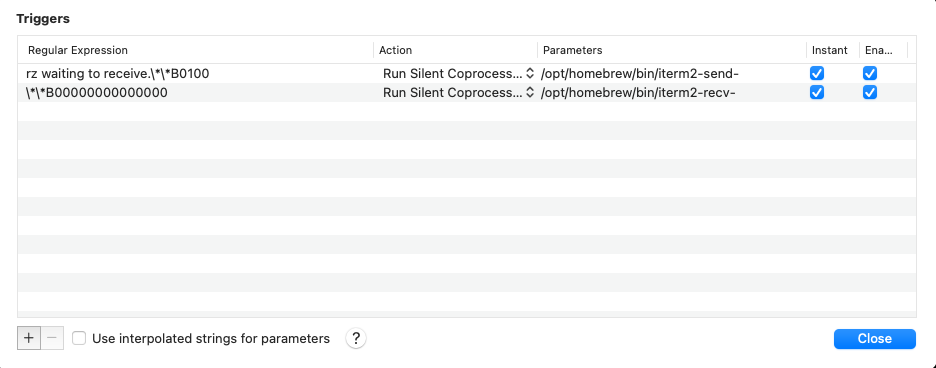 Triggers
Regular Expression Action Parameters Instant Ena...
rz waiting to receive.\*\*B0100 Run Silent Coprocess... /opt/homebrew/bin/iterm2-send-
\*\*B00000000000000 Run Silent Coprocess... /opt/homebrew/bin/iterm2-recv-
+ − Use interpolated strings for parameters ? Close